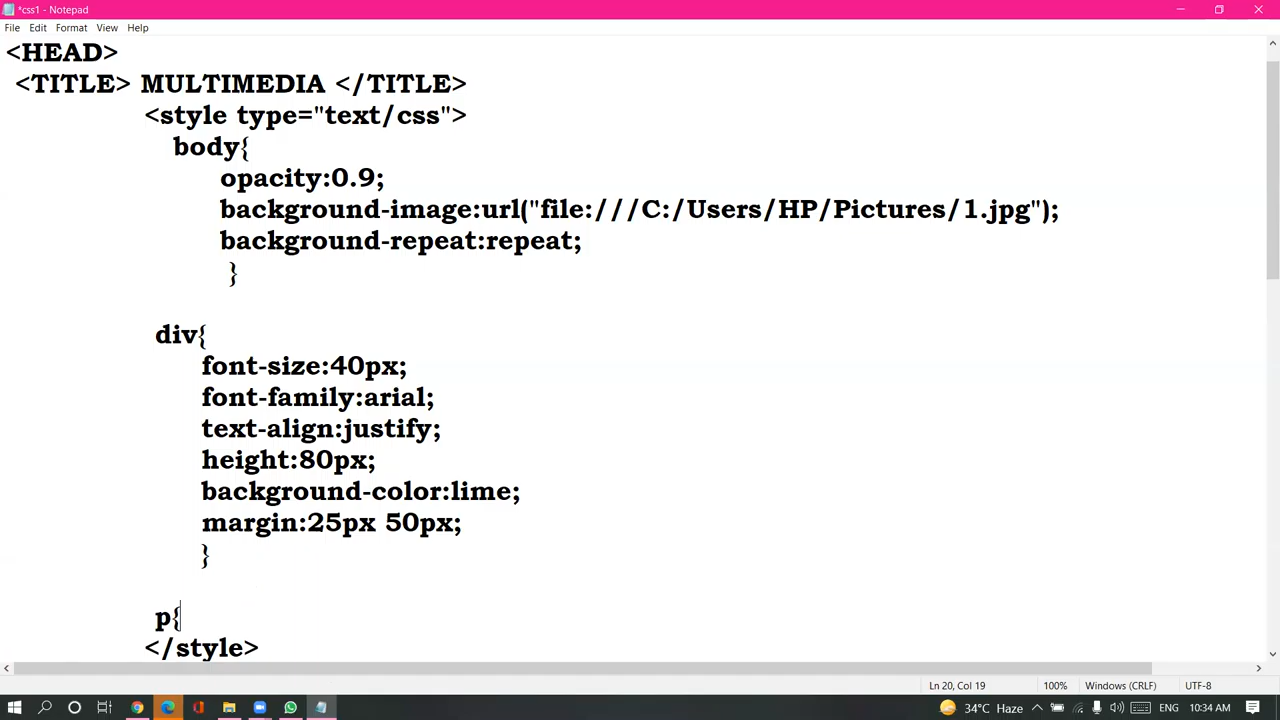 *css1 - Notepad
File Edit Format View Help
<HEAD>
<TITLE> MULTIMEDIA </TITLE>
<style type="text/css">
body{
opacity:0.9;
background-image:url("file:///C:/Users/HP/Pictures/1.jpg");
background-repeat:repeat;
}
div{
font-size:40px;
font-family:arial;
text-align:justify;
height:80px;
background-color:lime;
margin:25px 50px;
}
p{
</style>
Ln 20, Col 19 100% Windows (CRLF) UTF-8
34°C Haze ENG 10:34 AM